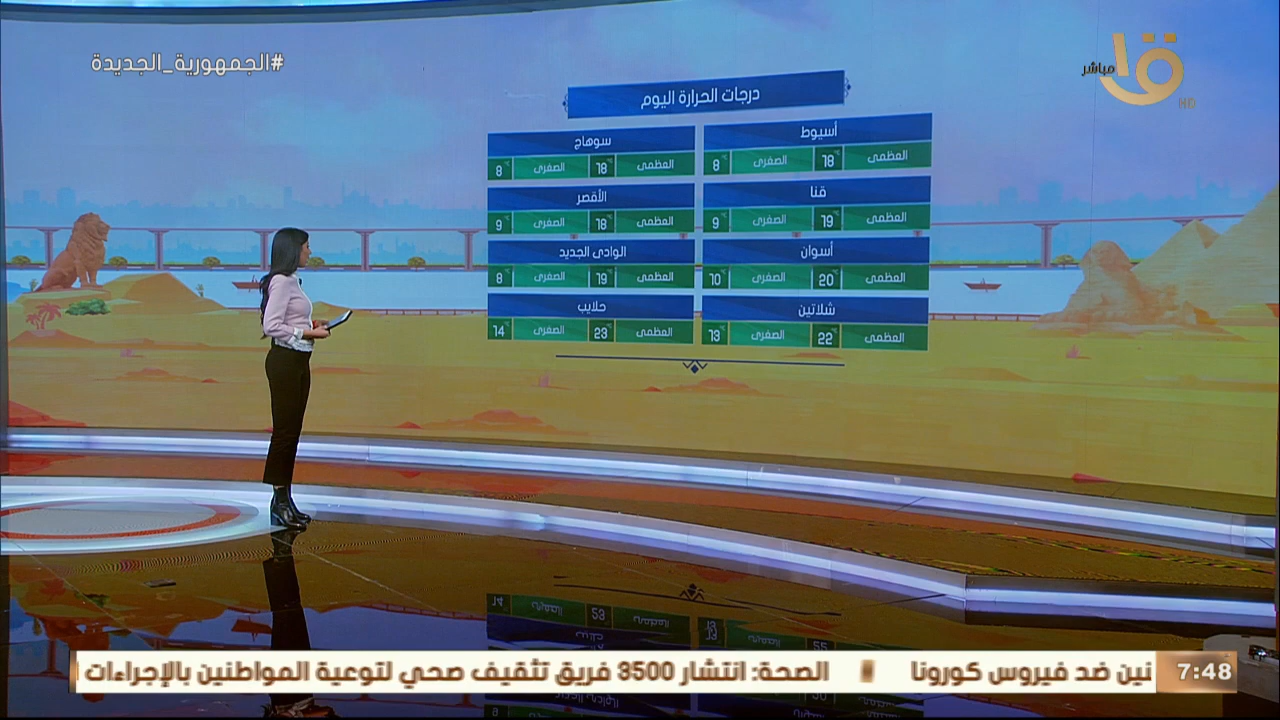 #الجمهورية_الجديدة
مباشر
HD
درجات الحرارة اليوم
أسيوط
العظمى 18 الصغرى 8
سوهاج
العظمى 18 الصغرى 8
قنا
العظمى 19 الصغرى 9
الأقصر
العظمى 18 الصغرى 9
أسوان
العظمى 20 الصغرى 10
الوادى الجديد
العظمى 19 الصغرى 8
شلاتين
العظمى 22 الصغرى 13
حلايب
العظمى 23 الصغرى 14
7:48
ضد فيروس كورونا
الصحة: انتشار 3500 فريق تثقيف صحي لتوعية المواطنين بالإجراءات